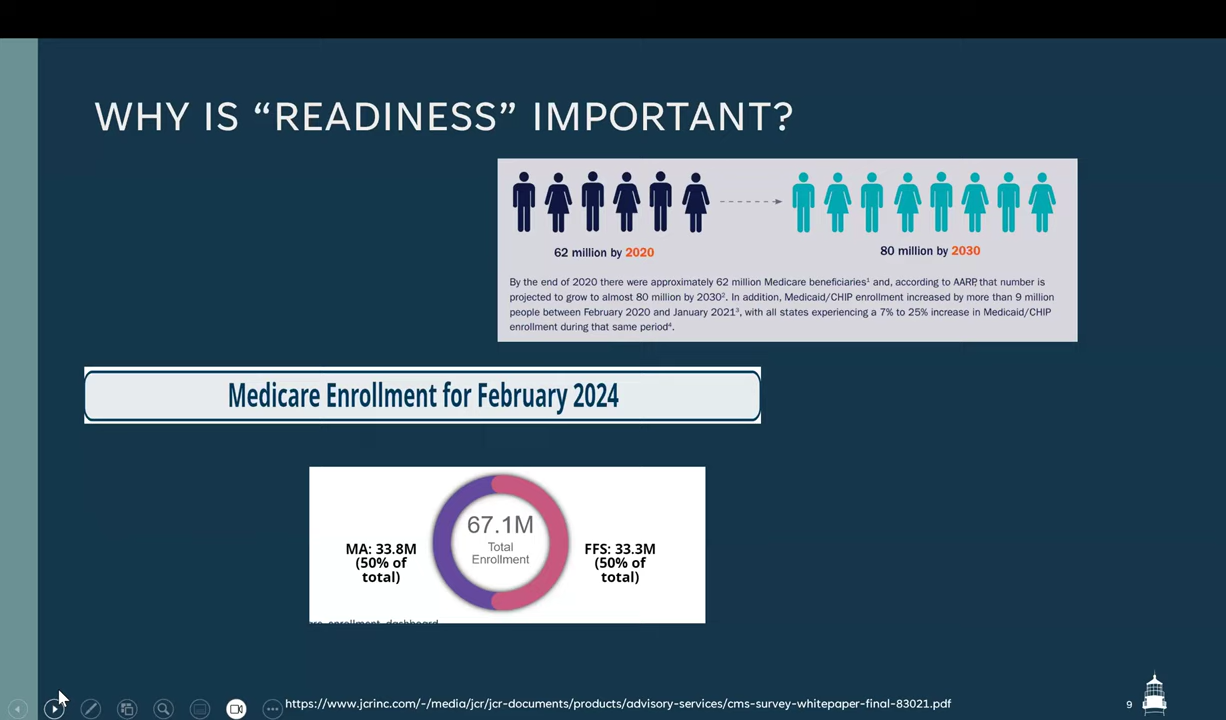 WHY IS “READINESS” IMPORTANT?
62 million by 2020
80 million by 2030
By the end of 2020 there were approximately 62 million Medicare beneficiaries¹ and, according to AARP, that number is
projected to grow to almost 80 million by 2030². In addition, Medicaid/CHIP enrollment increased by more than 9 million
people between February 2020 and January 2021³, with all states experiencing a 7% to 25% increase in Medicaid/CHIP
enrollment during that same period⁴.
Medicare Enrollment for February 2024
67.1M
Total
Enrollment
MA: 33.8M
(50% of
total)
FFS: 33.3M
(50% of
total)
enrollment_dashboard
https://www.jcrinc.com/-/media/jcr/jcr-documents/products/advisory-services/cms-survey-whitepaper-final-83021.pdf
9